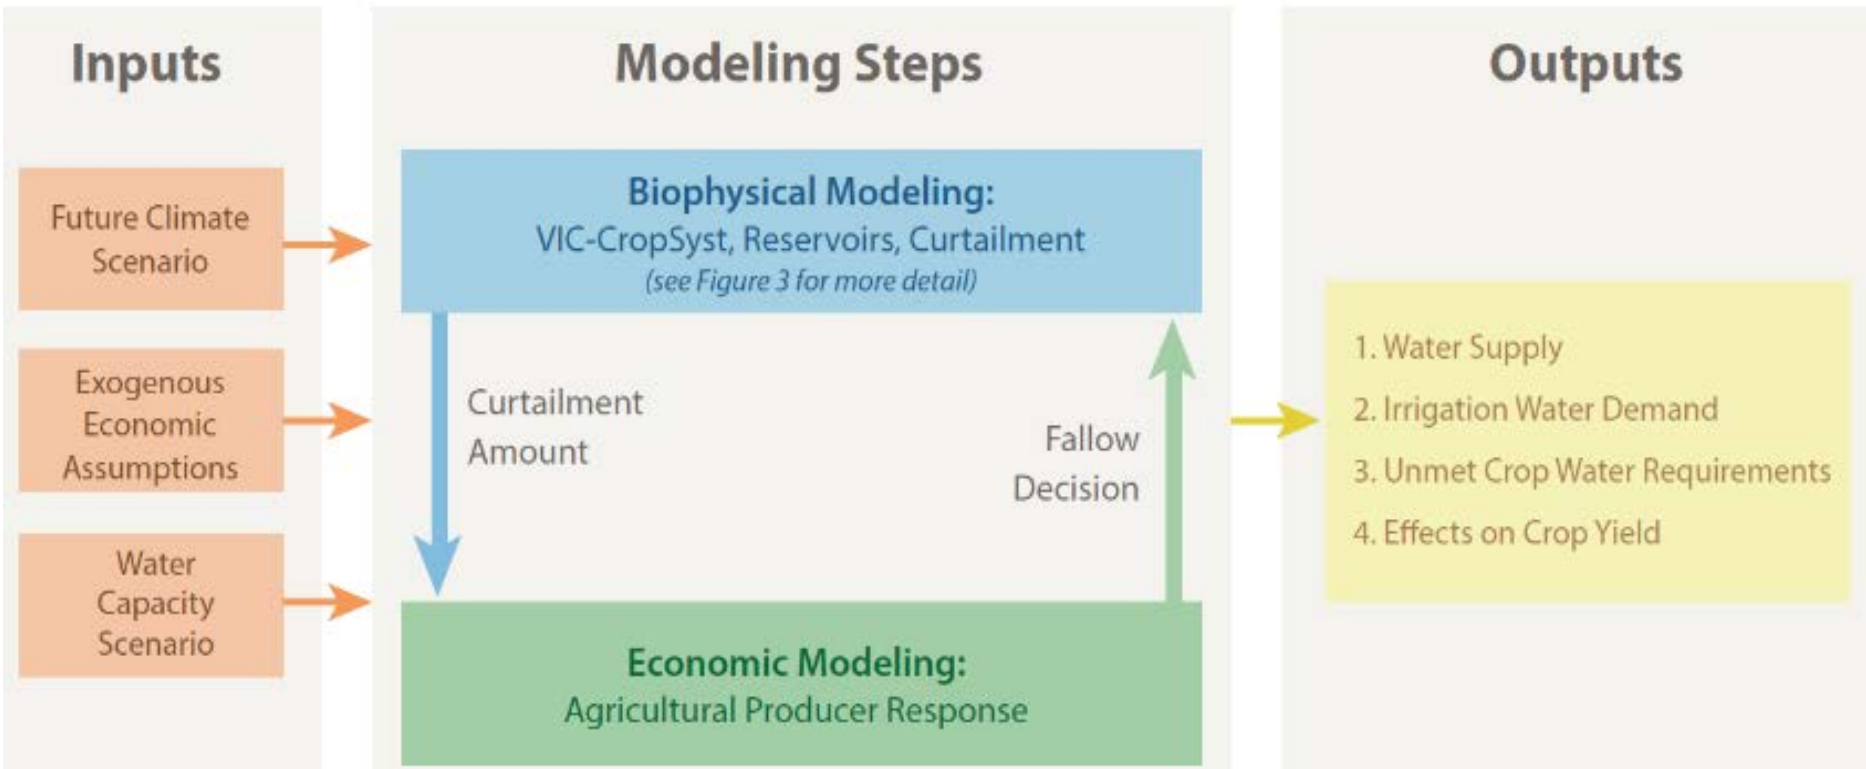 Inputs
Future Climate
Scenario
Exogenous
Economic
Assumptions
Water
Capacity
Scenario
Modeling Steps
Biophysical Modeling:
VIC-CropSyst, Reservoirs, Curtailment
(see Figure 3 for more detail)
Curtailment
Amount
Fallow
Decision
Economic Modeling:
Agricultural Producer Response
Outputs
1. Water Supply
2. Irrigation Water Demand
3. Unmet Crop Water Requirements
4. Effects on Crop Yield